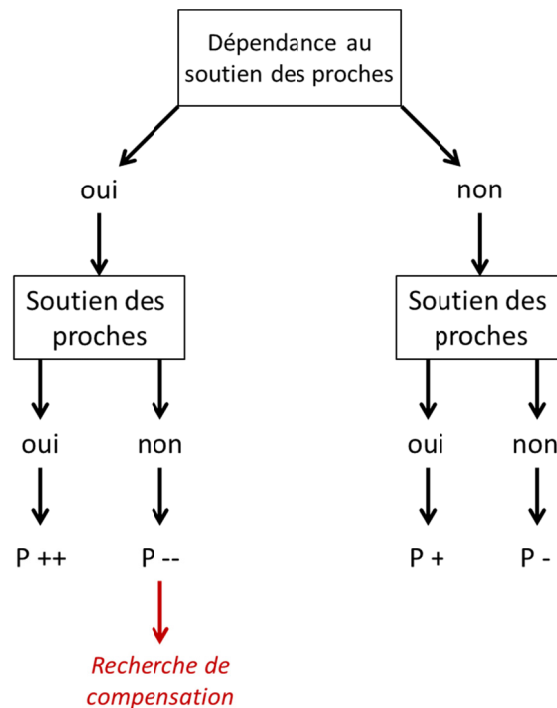 Dépendance au
soutien des proches
oui
non
Soutien des
proches
Soutien des
proches
oui
non
oui
non
P ++
P --
P +
P -
Recherche de
compensation